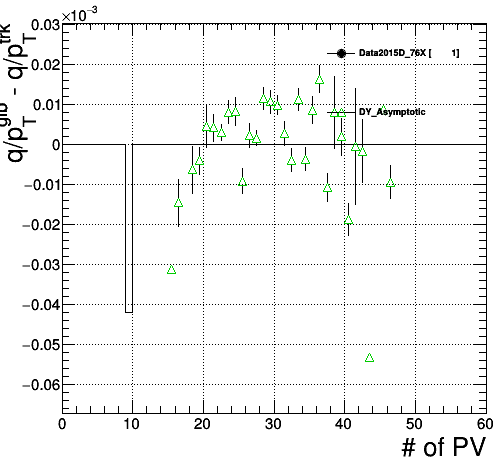 ×10⁻³
0.03
0.02
0.01
0
−0.01
−0.02
−0.03
−0.04
−0.05
−0.06
q/p_T^glb - q/p_T^trk
Data2015D_76X [ 1]
DY_Asymptotic
0 10 20 30 40 50 60
# of PV